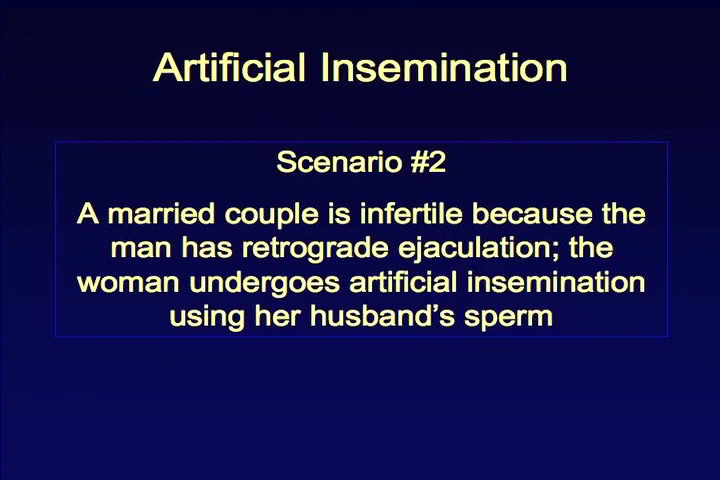 Artificial Insemination
Scenario #2
A married couple is infertile because the
man has retrograde ejaculation; the
woman undergoes artificial insemination
using her husband’s sperm